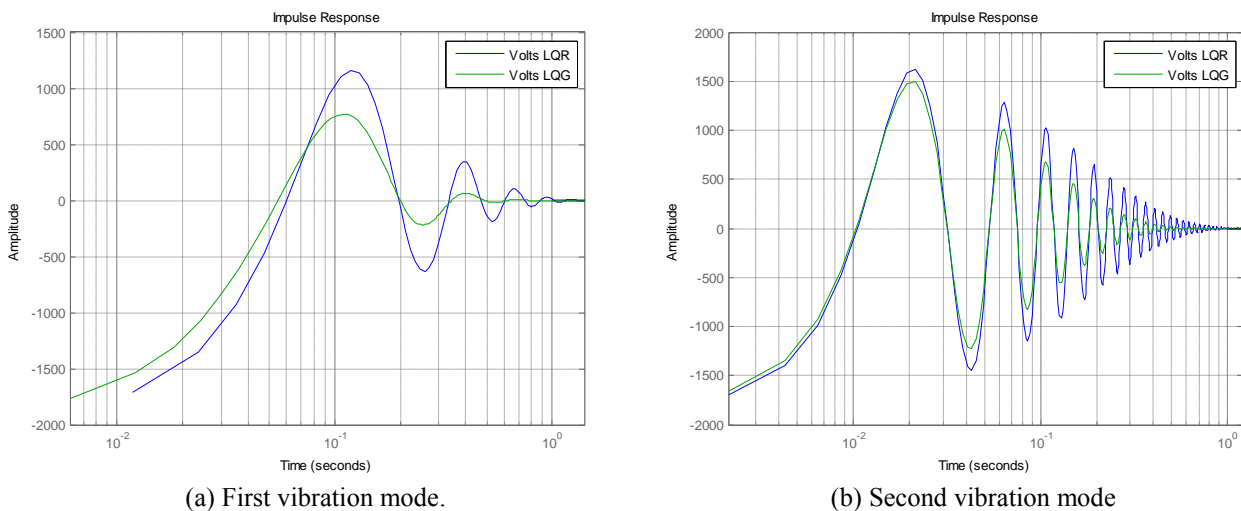 Impulse Response
1500
1000
500
0
-500
-1000
-1500
-2000
Amplitude
Volts LQR
Volts LQG
10^-2
10^-1
10^0
Time (seconds)
(a) First vibration mode.
Impulse Response
2000
1500
1000
500
0
-500
-1000
-1500
-2000
Amplitude
Volts LQR
Volts LQG
10^-2
10^-1
10^0
Time (seconds)
(b) Second vibration mode